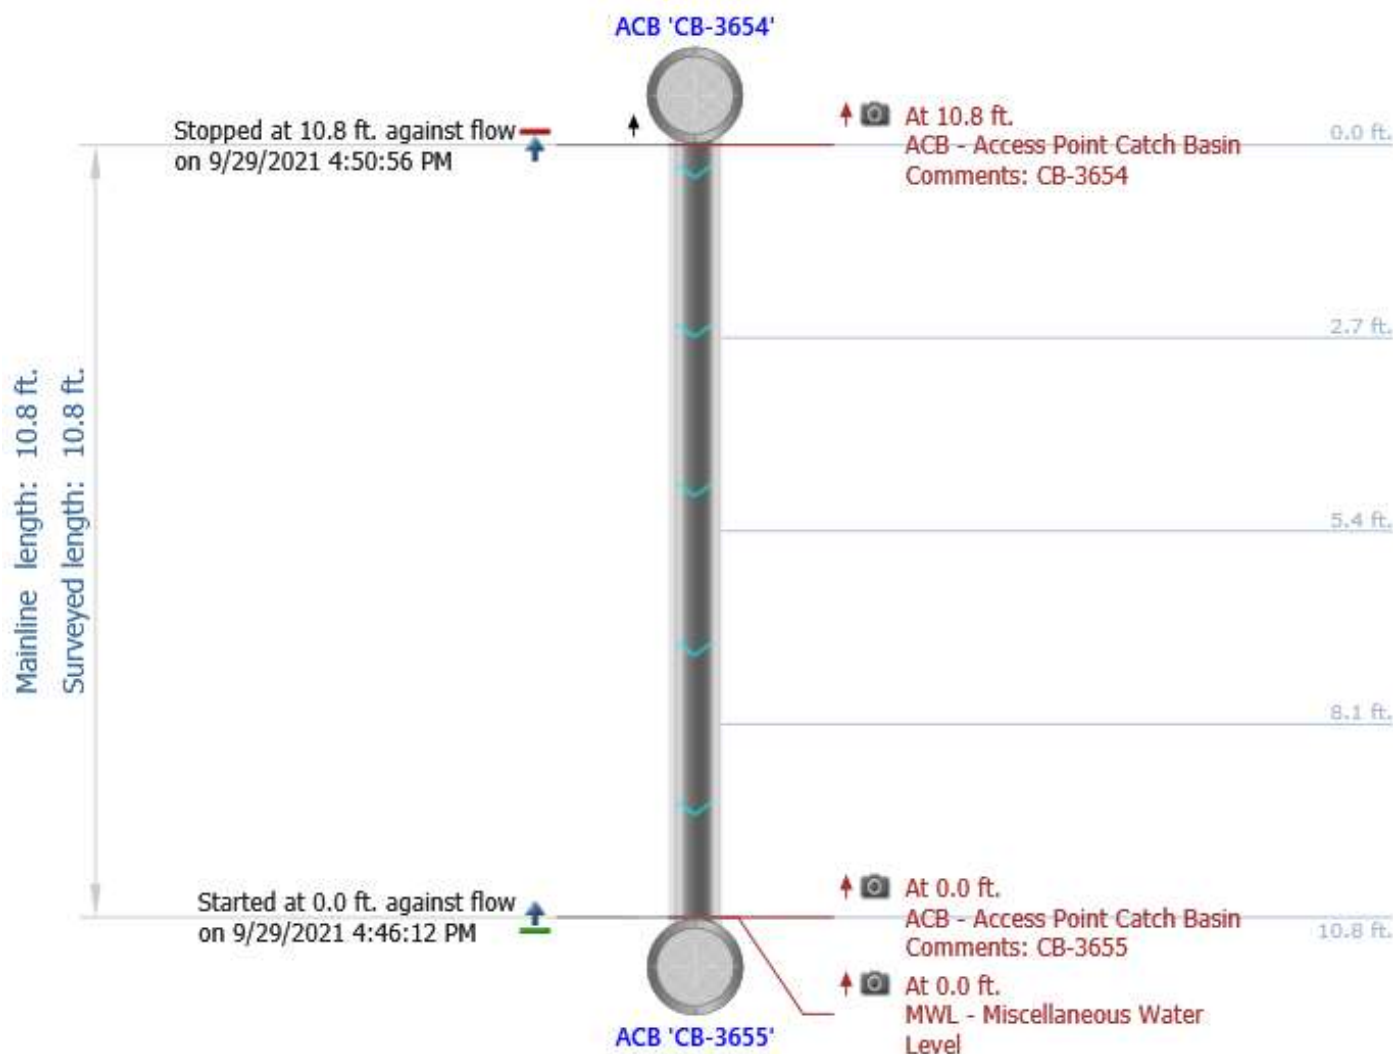 ACB 'CB-3654'
Stopped at 10.8 ft. against flow
on 9/29/2021 4:50:56 PM
At 10.8 ft.
ACB - Access Point Catch Basin
Comments: CB-3654
0.0 ft.
2.7 ft.
5.4 ft.
8.1 ft.
10.8 ft.
Mainline length: 10.8 ft.
Surveyed length: 10.8 ft.
Started at 0.0 ft. against flow
on 9/29/2021 4:46:12 PM
At 0.0 ft.
ACB - Access Point Catch Basin
Comments: CB-3655
At 0.0 ft.
MWL - Miscellaneous Water
Level
ACB 'CB-3655'